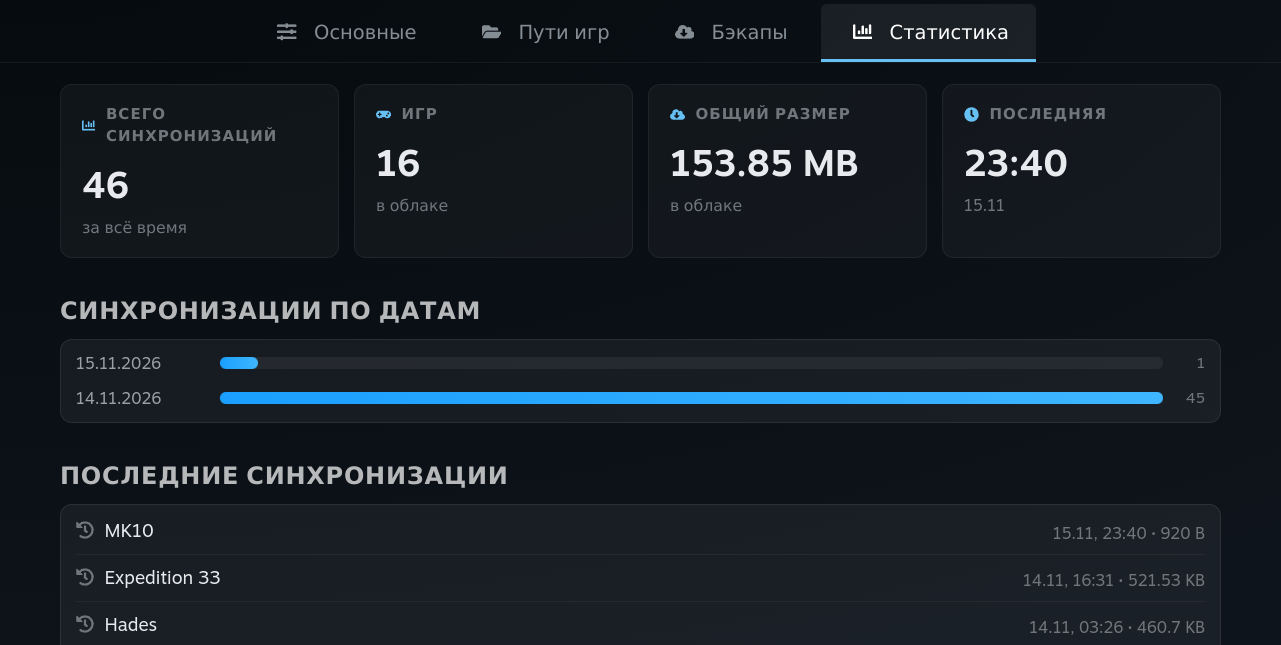 Основные
Пути игр
Бэкапы
Статистика
ВСЕГО
СИНХРОНИЗАЦИЙ
46
за всё время
ИГР
16
в облаке
ОБЩИЙ РАЗМЕР
153.85 MB
в облаке
ПОСЛЕДНЯЯ
23:40
15.11
СИНХРОНИЗАЦИИ ПО ДАТАМ
15.11.2026 1
14.11.2026 45
ПОСЛЕДНИЕ СИНХРОНИЗАЦИИ
MK10 15.11, 23:40 • 920 B
Expedition 33 14.11, 16:31 • 521.53 KB
Hades 14.11, 03:26 • 460.7 KB